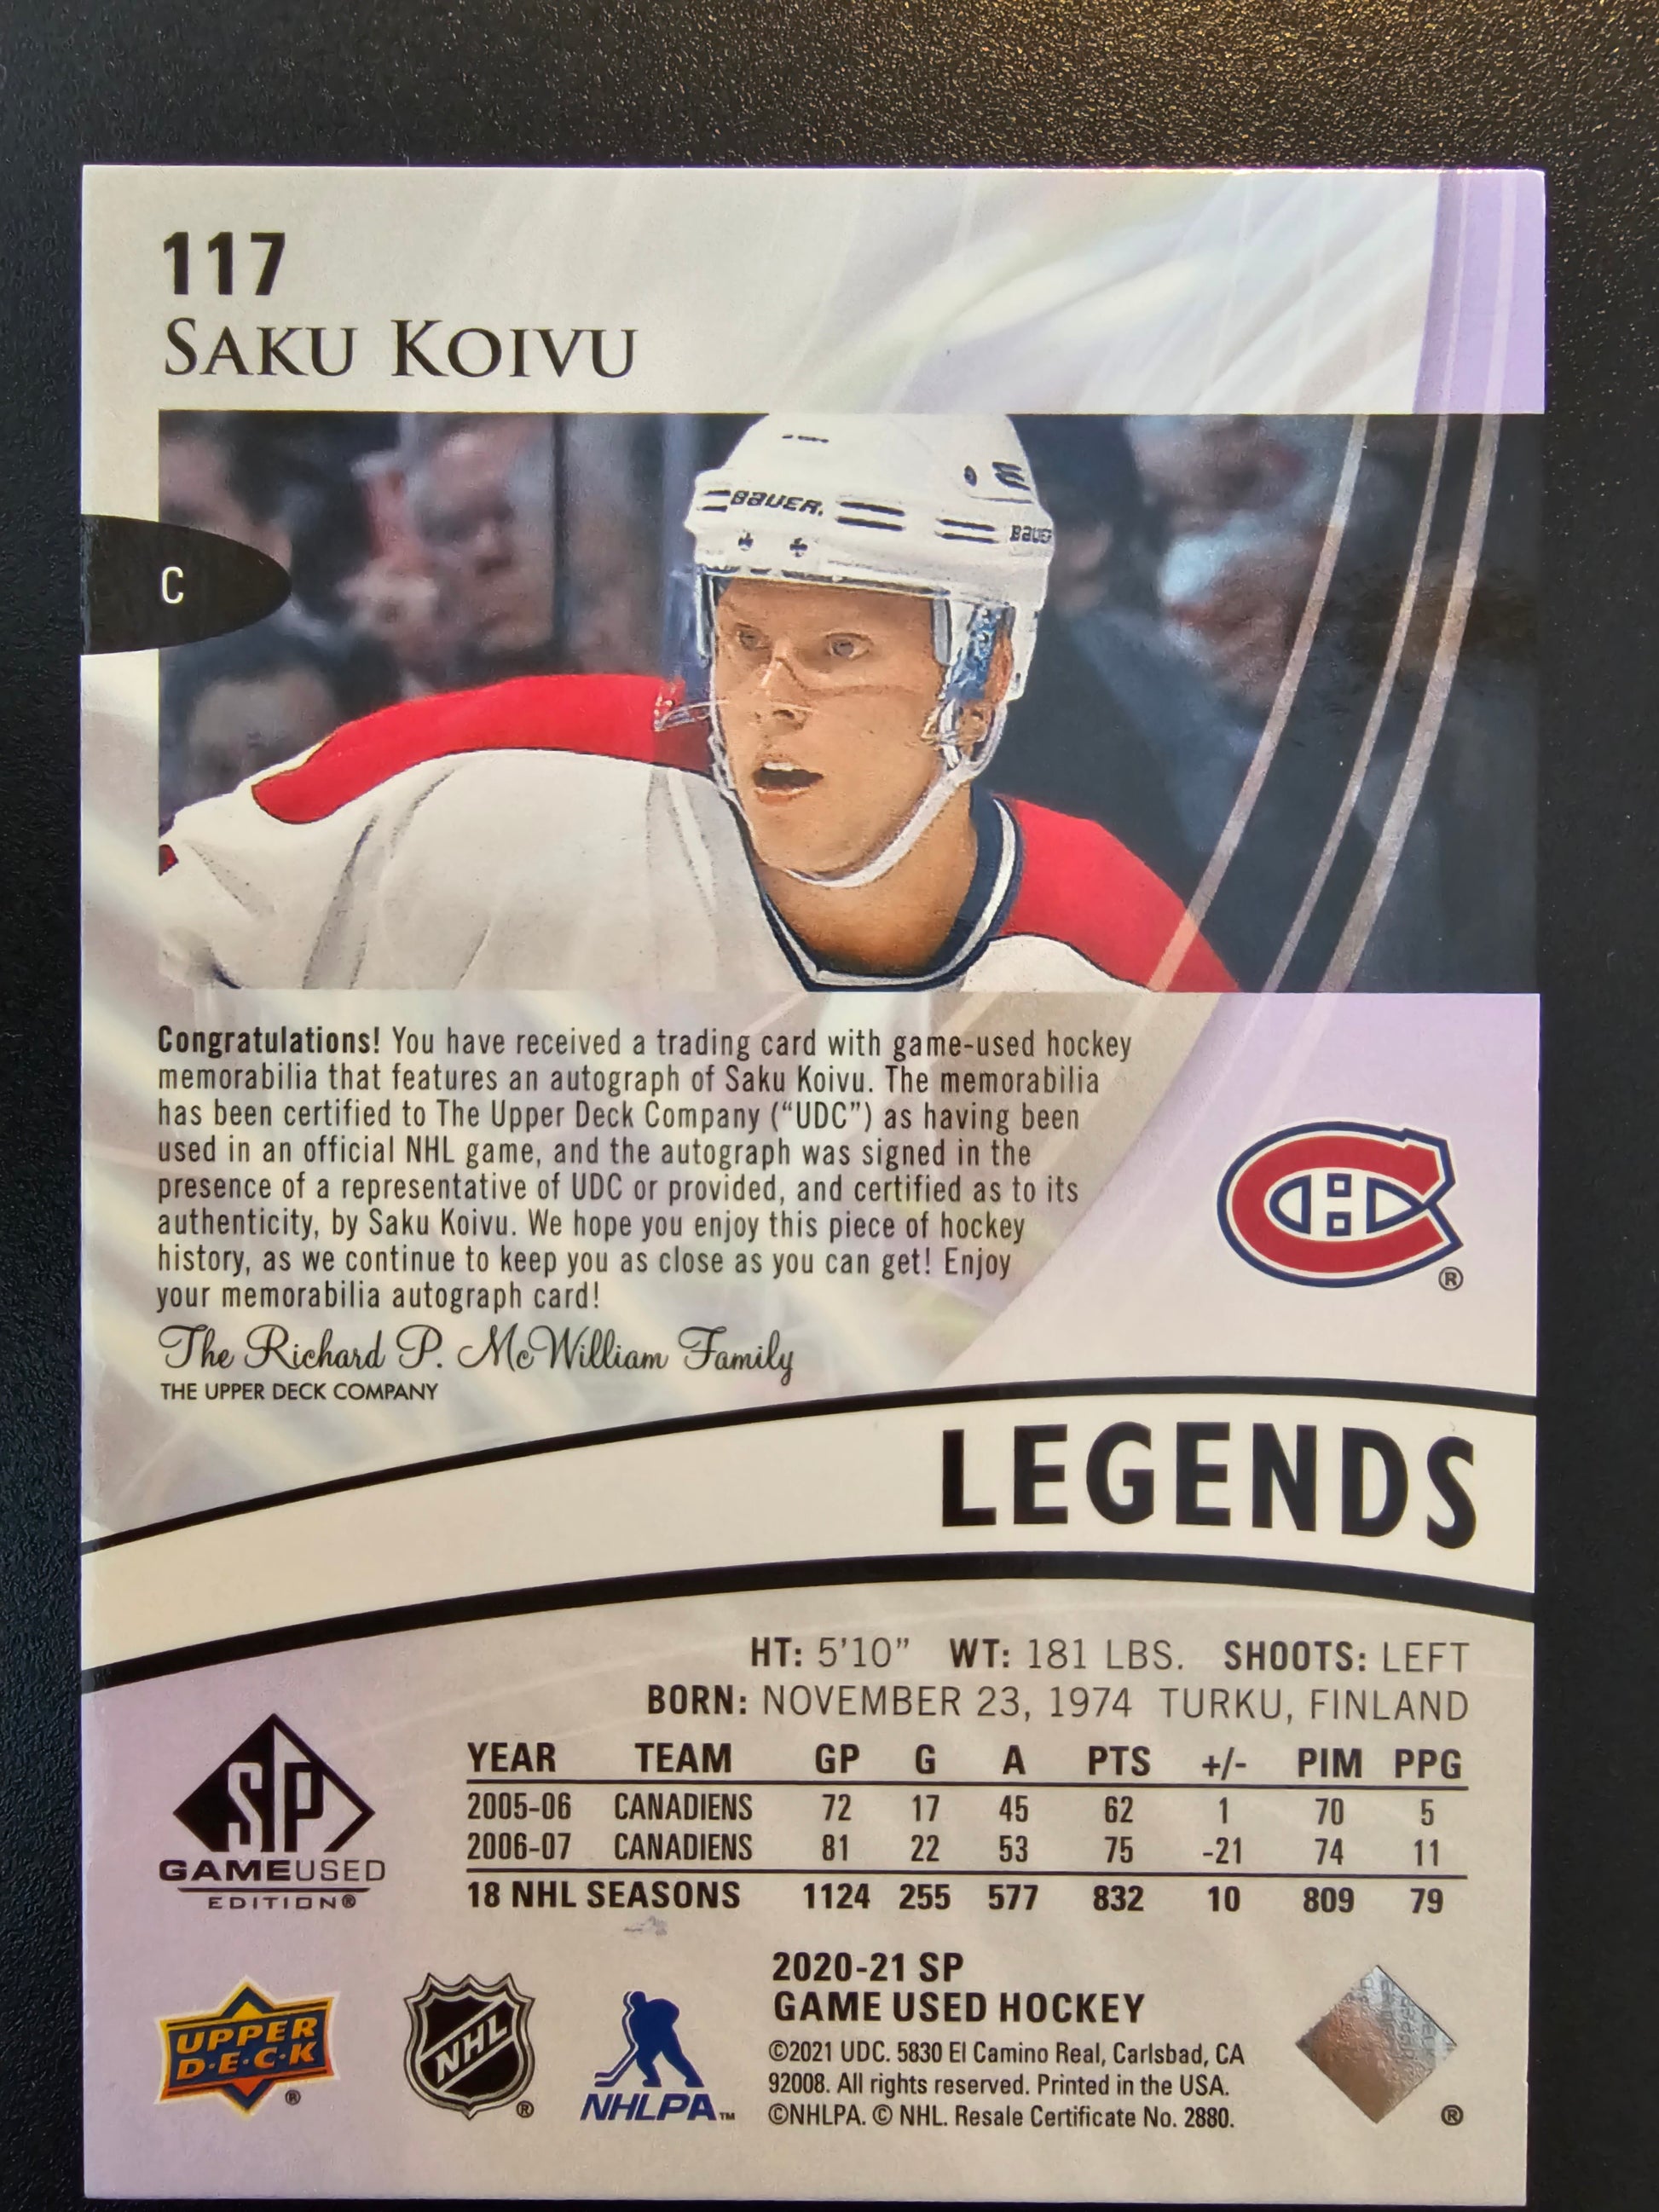 117
SAKU KOIVU
BAUER.
BAUER
C
Congratulations! You have received a trading card with game-used hockey
memorabilia that features an autograph of Saku Koivu. The memorabilia
has been certified to The Upper Deck Company (“UDC”) as having been
used in an official NHL game, and the autograph was signed in the
presence of a representative of UDC or provided, and certified as to its
authenticity, by Saku Koivu. We hope you enjoy this piece of hockey
history, as we continue to keep you as close as you can get! Enjoy
your memorabilia autograph card!
The Richard P. McWilliam Family
THE UPPER DECK COMPANY
CH®
LEGENDS
HT: 5'10” WT: 181 LBS. SHOOTS: LEFT
BORN: NOVEMBER 23, 1974 TURKU, FINLAND
YEAR TEAM GP G A PTS +/- PIM PPG
2005-06 CANADIENS 72 17 45 62 1 70 5
2006-07 CANADIENS 81 22 53 75 -21 74 11
18 NHL SEASONS 1124 255 577 832 10 809 79
SP
GAMEUSED
EDITION®
UPPER
D·E·C·K
®
NHL
®
NHLPA™
2020-21 SP
GAME USED HOCKEY
©2021 UDC. 5830 El Camino Real, Carlsbad, CA
92008. All rights reserved. Printed in the USA.
©NHLPA. © NHL. Resale Certificate No. 2880.
®